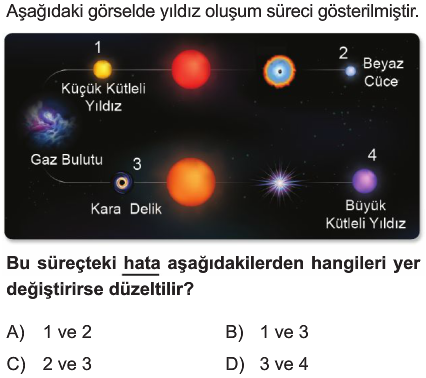 Aşağıdaki görselde yıldız oluşum süreci gösterilmiştir.
1
Küçük Kütleli
Yıldız
2
Beyaz
Cüce
Gaz Bulutu
3
Kara Delik
4
Büyük
Kütleli Yıldız
Bu süreçteki hata aşağıdakilerden hangileri yer
değiştirirse düzeltilir?
A) 1 ve 2
B) 1 ve 3
C) 2 ve 3
D) 3 ve 4